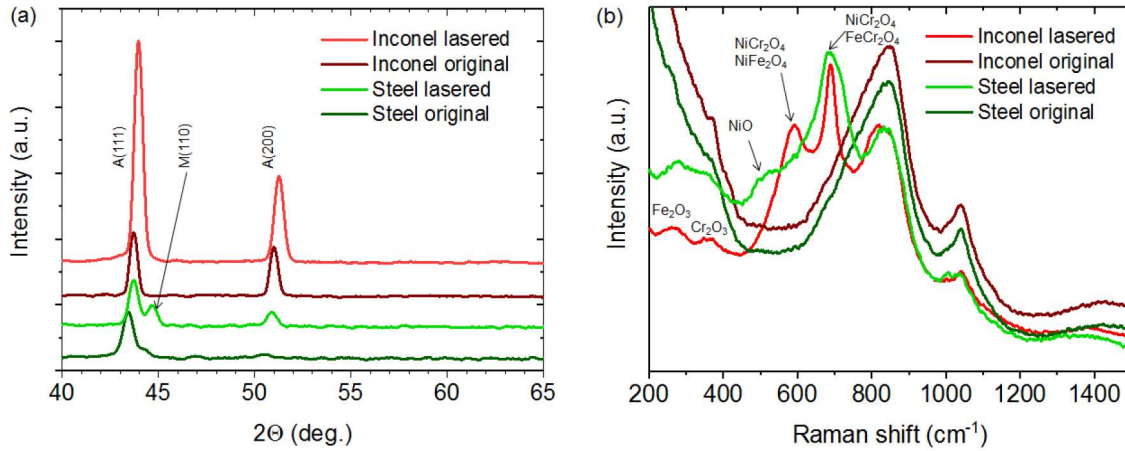 (a)
Inconel lasered
Inconel original
Steel lasered
Steel original
A(111)
M(110)
A(200)
Intensity (a.u.)
40 45 50 55 60 65
2Θ (deg.)
(b)
NiCr₂O₄
FeCr₂O₄
Inconel lasered
Inconel original
Steel lasered
Steel original
NiCr₂O₄
NiFe₂O₄
NiO
Fe₂O₃
Cr₂O₃
Intensity (a.u.)
200 400 600 800 1000 1200 1400
Raman shift (cm⁻¹)